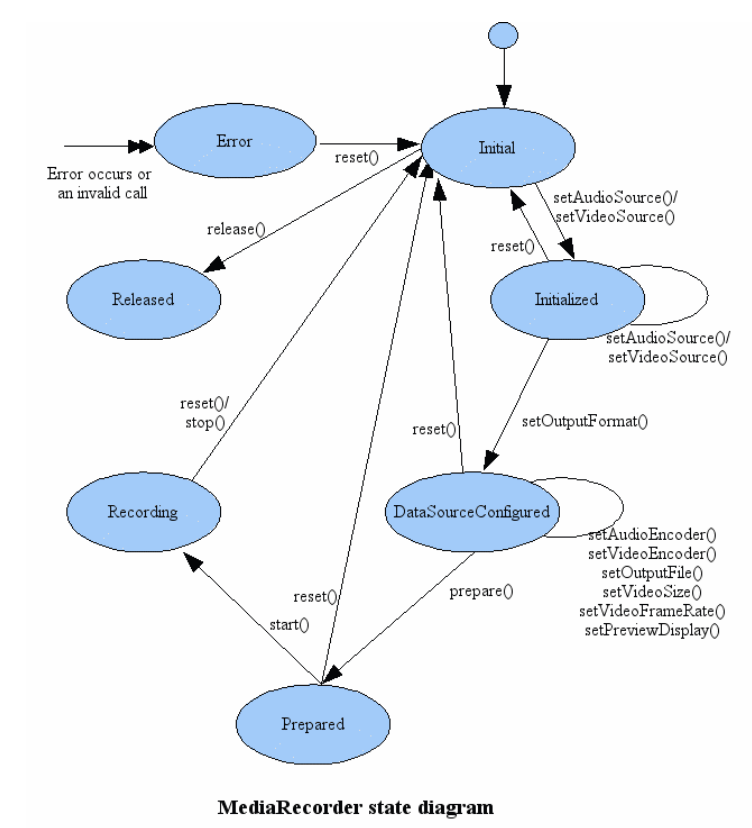 Error
Initial
reset()
Error occurs or
an invalid call
setAudioSource()/
setVideoSource()
release()
reset()
Released
Initialized
setAudioSource()/
setVideoSource()
reset()/
stop()
reset()
setOutputFormat()
Recording
DataSourceConfigured
setAudioEncoder()
setVideoEncoder()
setOutputFile()
setVideoSize()
setVideoFrameRate()
setPreviewDisplay()
reset()
prepare()
start()
Prepared
MediaRecorder state diagram